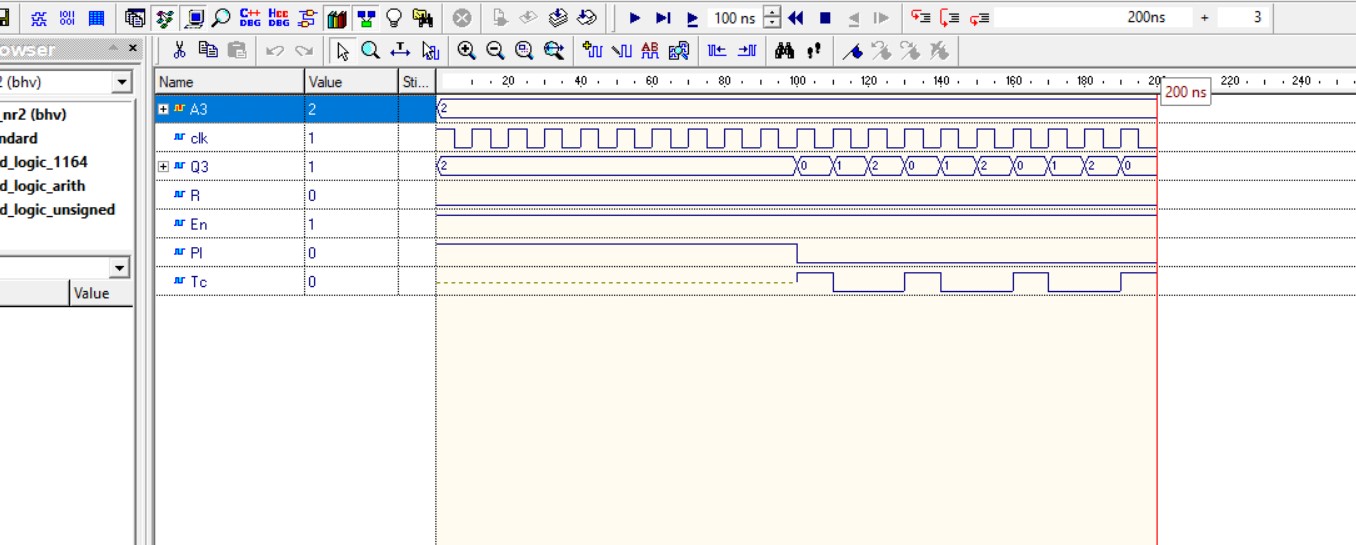 C++ DBG HCC DBG 100 ns 200ns + 3
owser
2 (bhv)
_nr2 (bhv)
ndard
d_logic_1164
d_logic_arith
d_logic_unsigned
Value
Name Value Sti... 20 40 60 80 100 120 140 160 180 20 220 240
200 ns
A3 2 2
clk 1
Q3 1 2 0 1 2 0 1 2 0 1 2 0
R 0
En 1
Pl 0
Tc 0